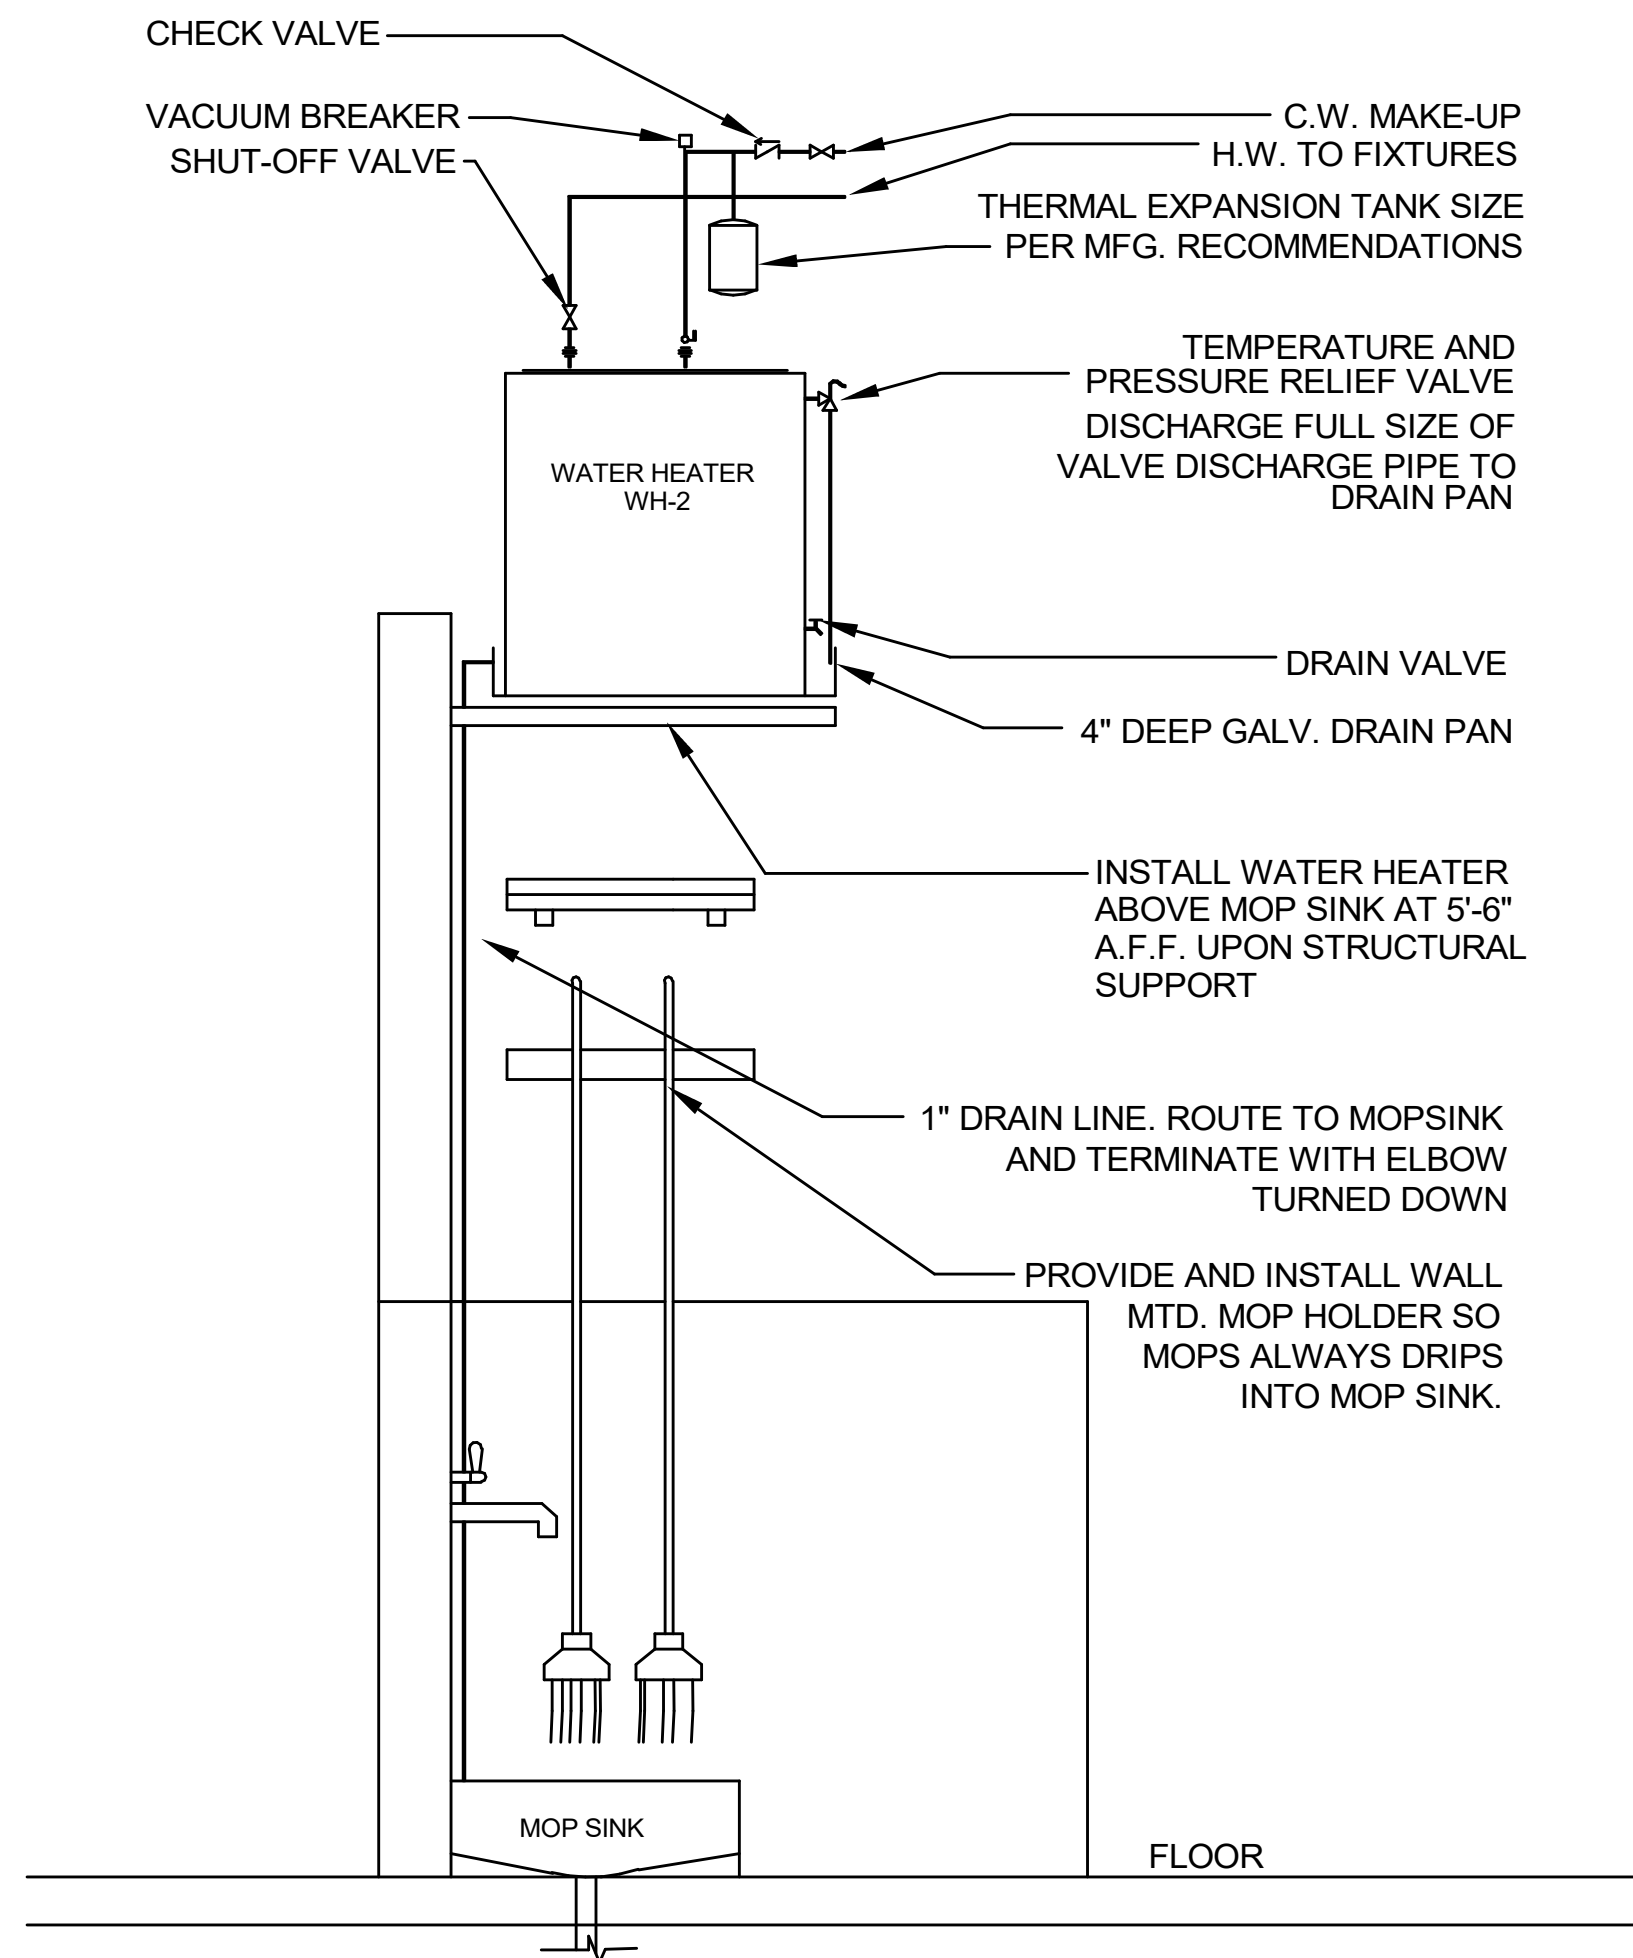 CHECK VALVE
VACUUM BREAKER
SHUT-OFF VALVE
C.W. MAKE-UP
H.W. TO FIXTURES
THERMAL EXPANSION TANK SIZE
PER MFG. RECOMMENDATIONS
TEMPERATURE AND
PRESSURE RELIEF VALVE
DISCHARGE FULL SIZE OF
VALVE DISCHARGE PIPE TO
DRAIN PAN
WATER HEATER
WH-2
DRAIN VALVE
4" DEEP GALV. DRAIN PAN
INSTALL WATER HEATER
ABOVE MOP SINK AT 5'-6"
A.F.F. UPON STRUCTURAL
SUPPORT
1" DRAIN LINE. ROUTE TO MOPSINK
AND TERMINATE WITH ELBOW
TURNED DOWN
PROVIDE AND INSTALL WALL
MTD. MOP HOLDER SO
MOPS ALWAYS DRIPS
INTO MOP SINK.
MOP SINK
FLOOR